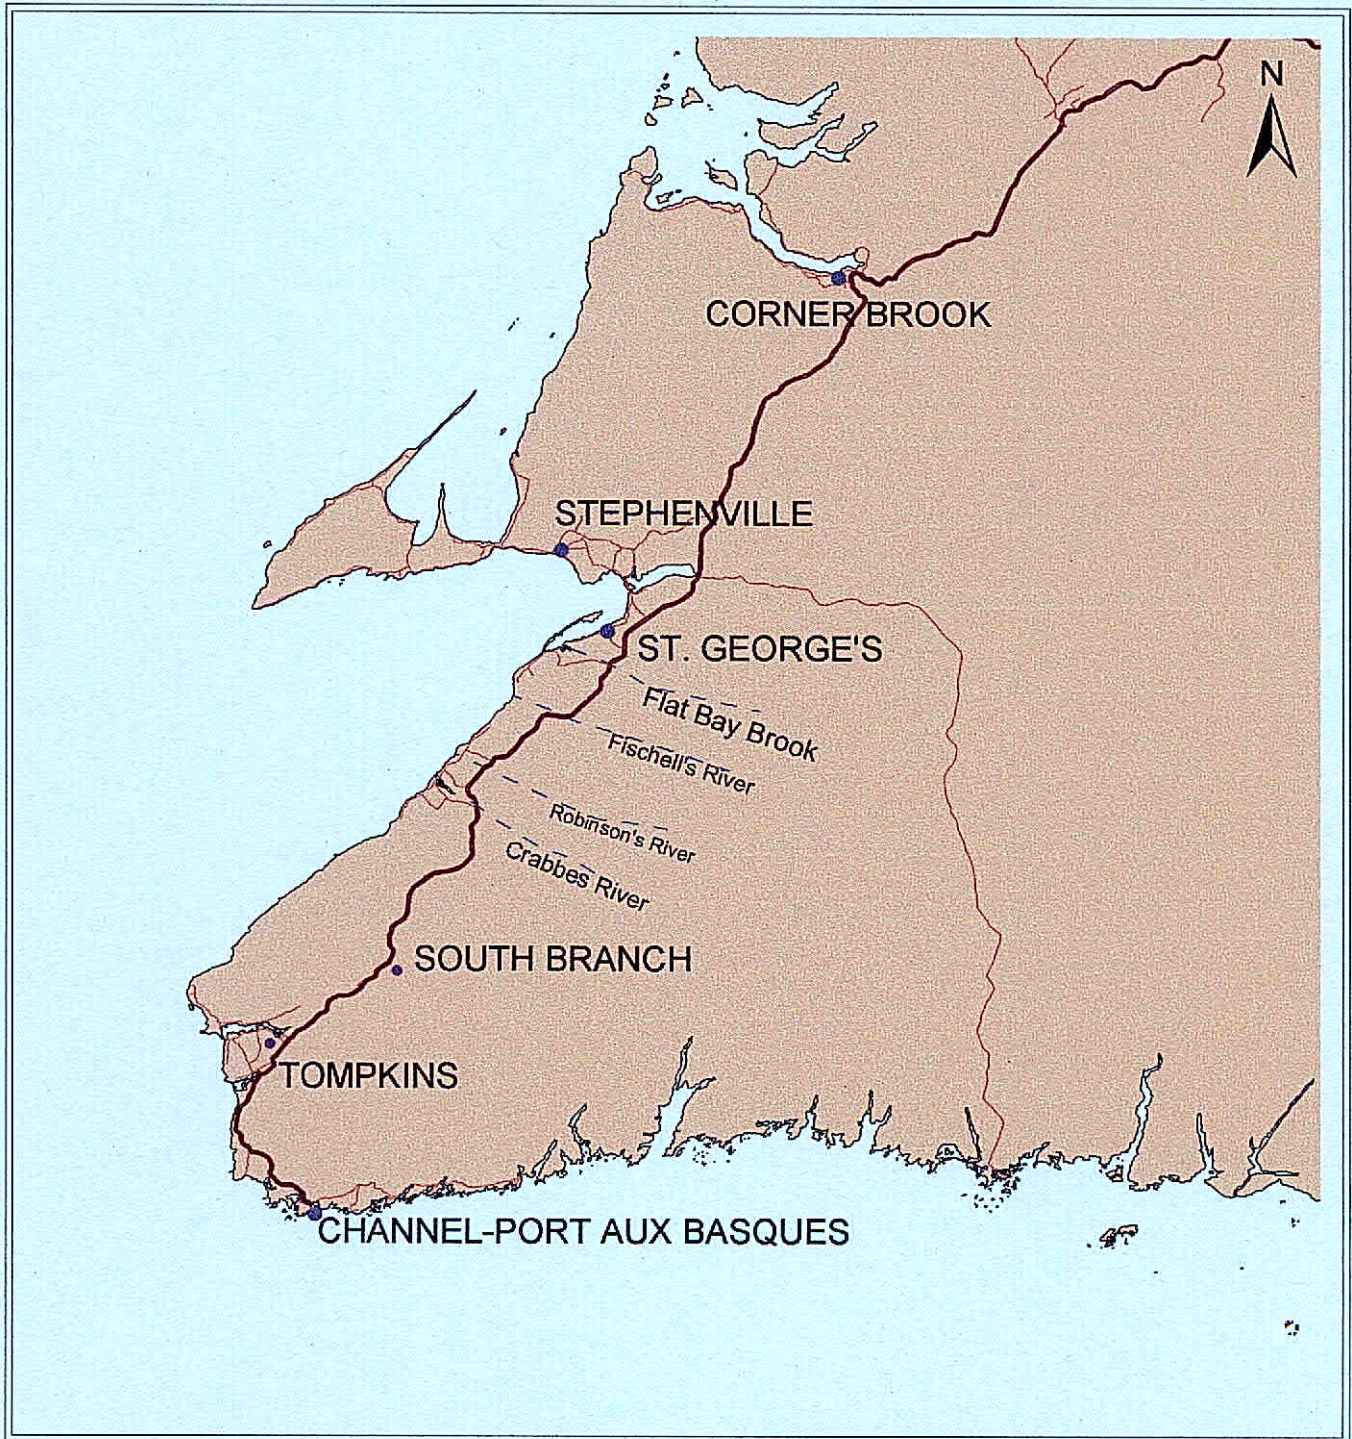 N
CORNER BROOK
STEPHENVILLE
ST. GEORGE'S
Flat Bay Brook
Fischell's River
Robinson's River
Crabbes River
SOUTH BRANCH
TOMPKINS
CHANNEL-PORT AUX BASQUES